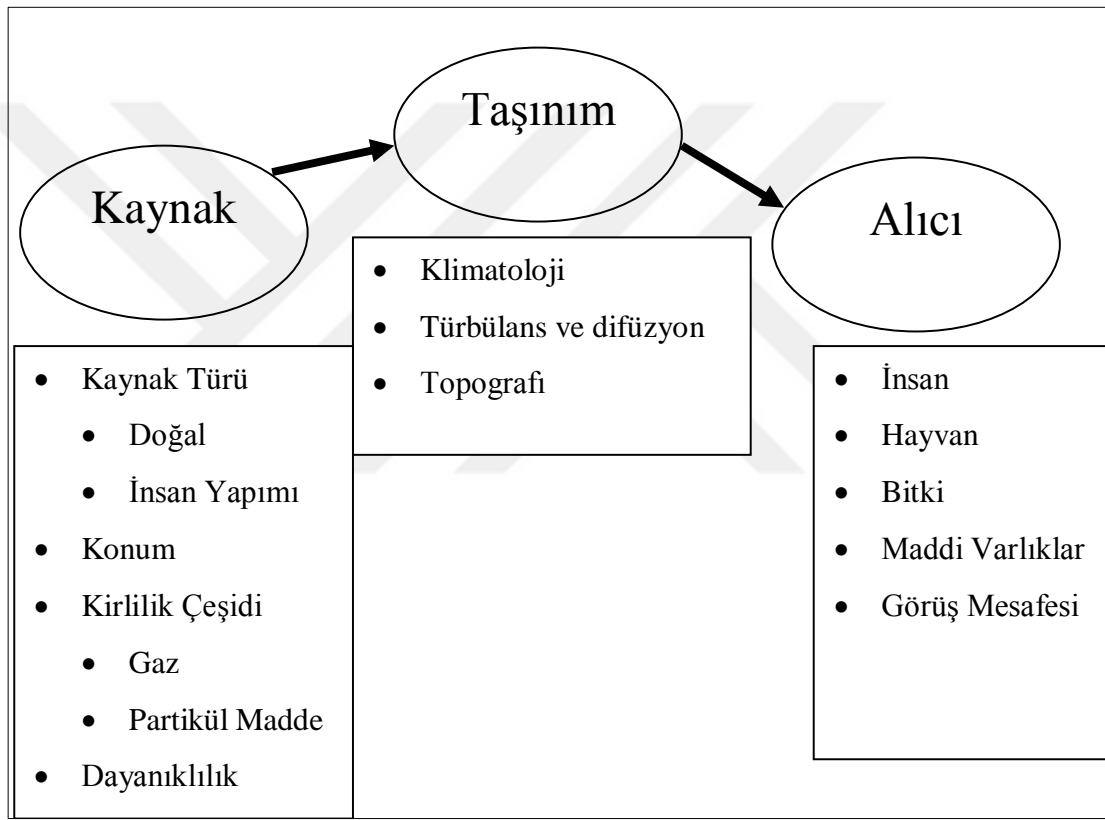 Taşınım
Kaynak
Alıcı
Klimatoloji
Türbülans ve difüzyon
Topografı
Kaynak Türü
Doğal
İnsan Yapımı
Konum
Kirlilik Çeşidi
Gaz
Partikül Madde
Dayanıklılık
İnsan
Hayvan
Bitki
Maddi Varlıklar
Görüş Mesafesi